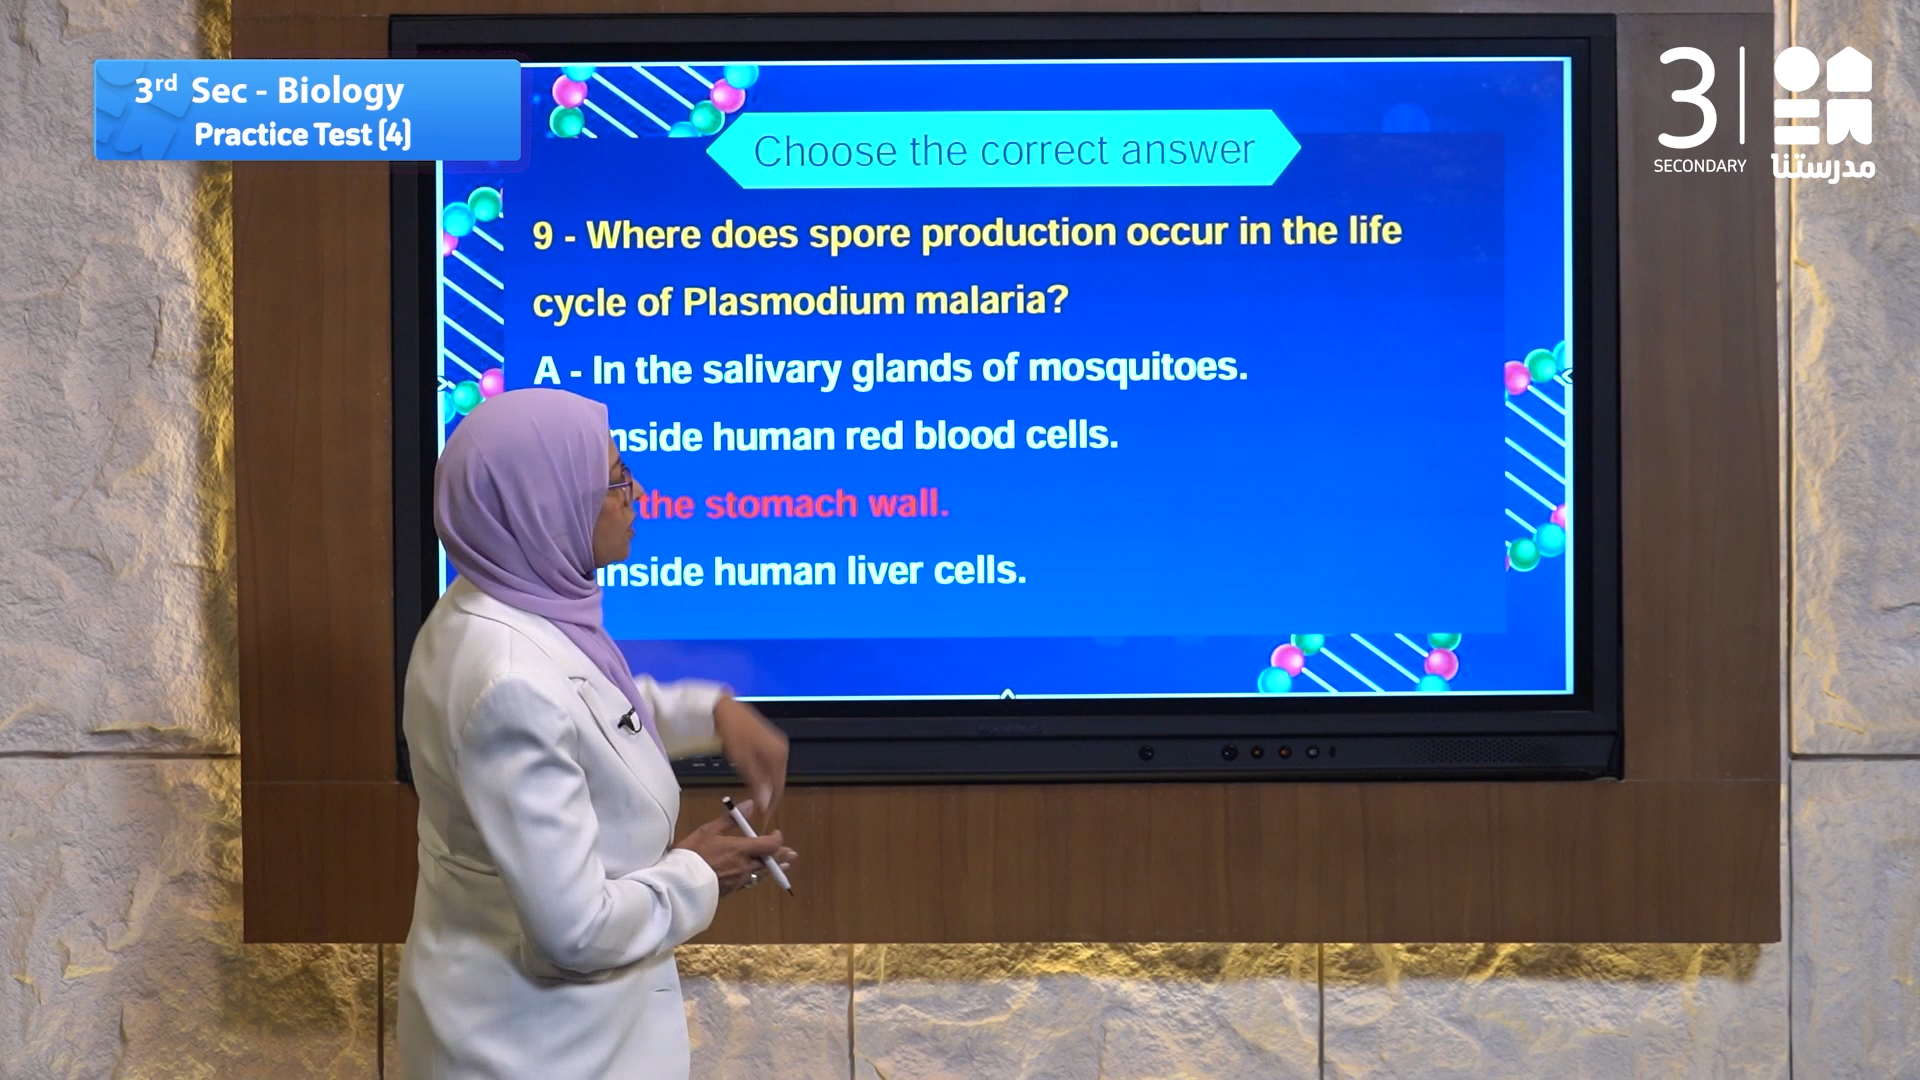 3rd Sec - Biology
Practice Test (4)
3
SECONDARY
مدرستنا
Choose the correct answer
9 - Where does spore production occur in the life
cycle of Plasmodium malaria?
A - In the salivary glands of mosquitoes.
human red blood cells.
the stomach wall.
inside human liver cells.